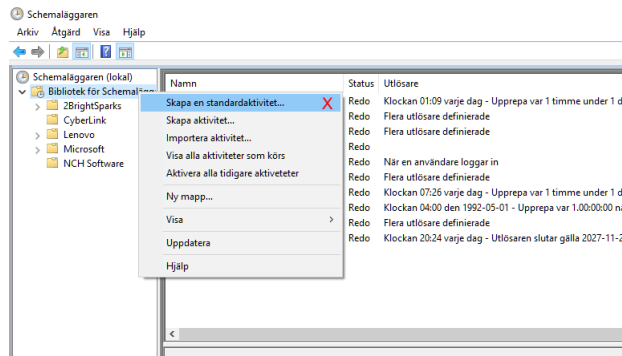 Schemaläggaren
Arkiv Åtgärd Visa Hjälp
Schemaläggaren (lokal)
Bibliotek för Schemalägg
2BrightSparks
CyberLink
Lenovo
Microsoft
NCH Software
Skapa en standardaktivitet... X
Skapa aktivitet...
Importera aktivitet...
Visa alla aktiviteter som körs
Aktivera alla tidigare aktiveteter
Ny mapp...
Visa
Uppdatera
Hjälp
Namn Status Utlösare
Redo Klockan 01:09 varje dag - Upprepa var 1 timme under 1 d
Redo Flera utlösare definierade
Redo Flera utlösare definierade
Redo
Redo När en användare loggar in
Redo Flera utlösare definierade
Redo Klockan 07:26 varje dag - Upprepa var 1 timme under 1 d
Redo Klockan 04:00 den 1992-05-01 - Upprepa var 1.00:00:00 n
Redo Flera utlösare definierade
Redo Klockan 20:24 varje dag - Utlösaren slutar gälla 2027-11-2